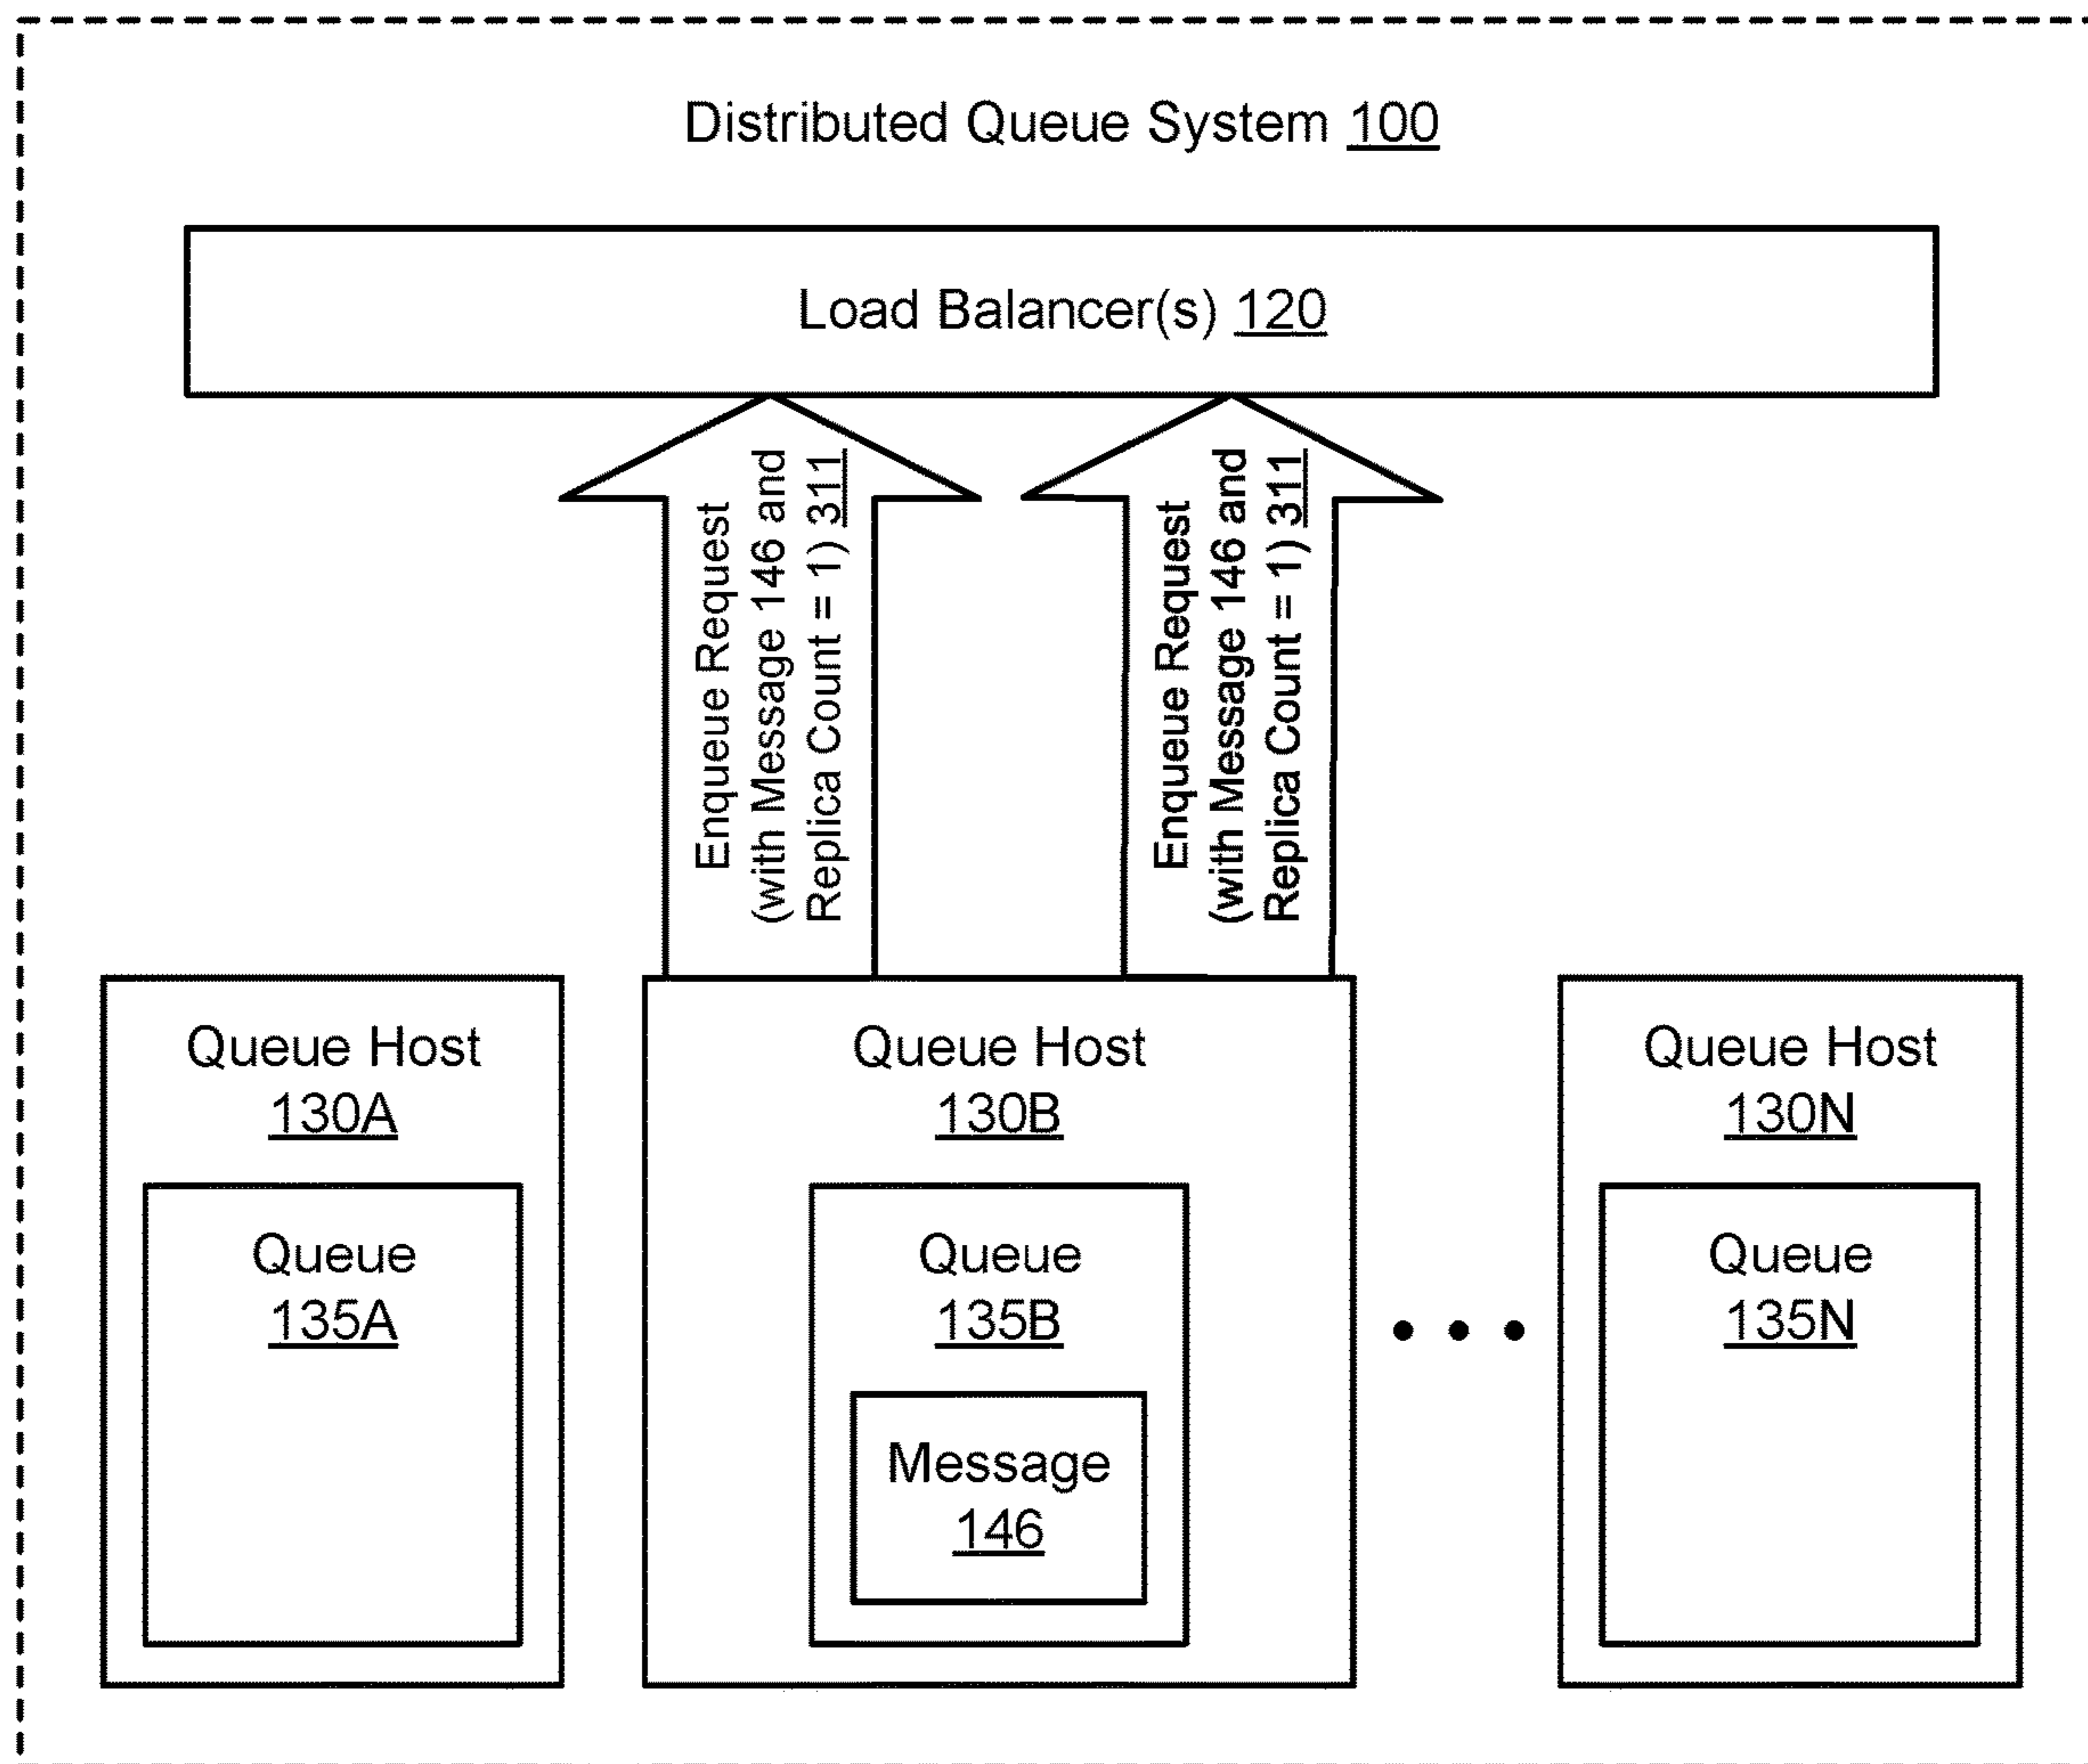 Distributed Queue System 100
Load Balancer(s) 120
Enqueue Request
(with Message 146 and
Replica Count = 1) 311
Enqueue Request
(with Message 146 and
Replica Count = 1) 311
Queue Host
130A
Queue
135A
Queue Host
130B
Queue
135B
Message
146
Queue Host
130N
Queue
135N